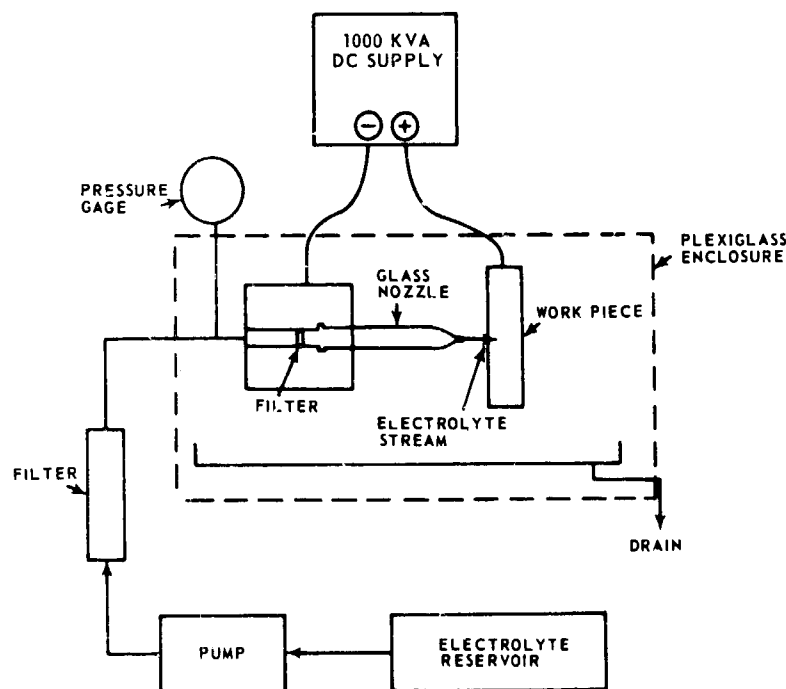 1000 KVA
DC SUPPLY
− +
PRESSURE
GAGE
PLEXIGLASS
ENCLOSURE
GLASS
NOZZLE
WORK PIECE
FILTER
ELECTROLYTE
STREAM
FILTER
DRAIN
PUMP
ELECTROLYTE
RESERVOIR